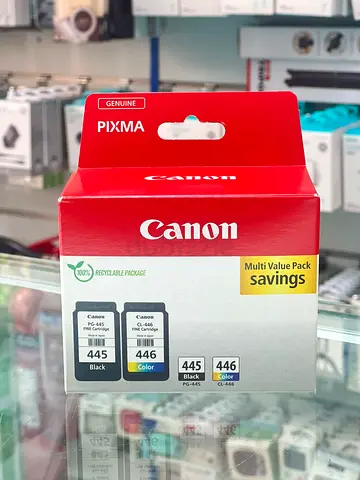 GENUINE
PIXMA
Canon
Canon
100%
RECYCLABLE PACKAGE
Multi Value Pack
savings
Canon
PG-445
FINE Cartridge
445
Black
Canon
CL-446
FINE Cartridge
446
Color
445
Black
PG-445
446
Color
CL-446